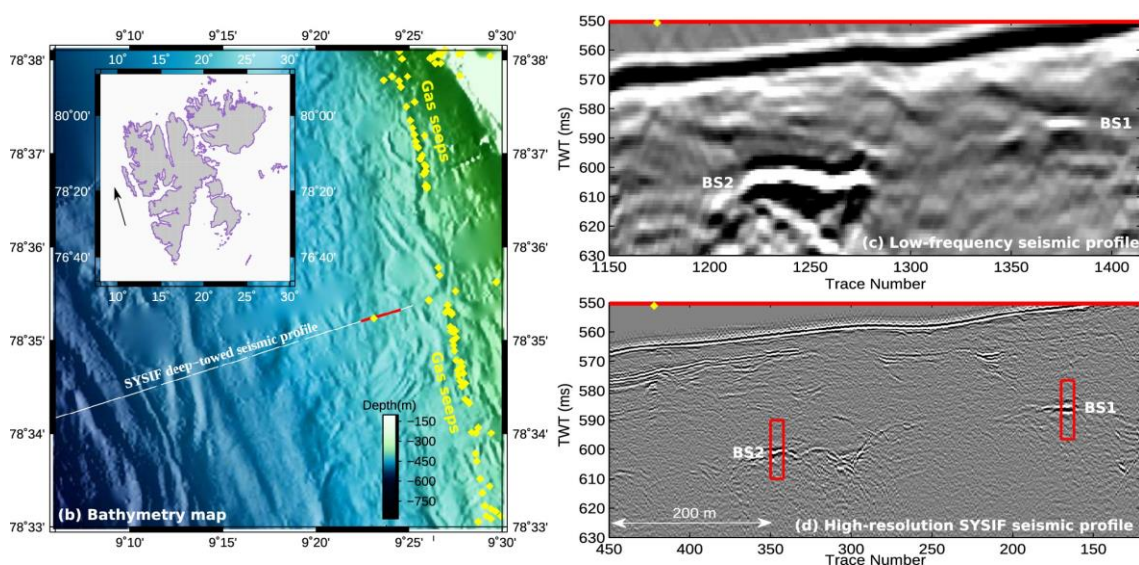 9°10' 9°15' 9°20' 9°25' 9°30'
10° 15° 20° 25° 30°
78°38' 78°38'
80°00' 80°00'
78°37' 78°37'
78°20' 78°20'
78°36' 78°36'
76°40' 76°40'
10° 15° 20° 25° 30°
78°35' 78°35'
78°34' 78°34'
78°33' 78°33'
Gas seeps
SYSIF deep-towed seismic profile
Gas seeps
Depth(m)
−150
−300
−450
−600
−750
(b) Bathymetry map
9°10' 9°15' 9°20' 9°25' 9°30'
550
560
570
580
590
600
610
620
630
TWT (ms)
BS1
BS2
(c) Low-frequency seismic profile
1150 1200 1250 1300 1350 1400
Trace Number
550
560
570
580
590
600
610
620
630
TWT (ms)
BS1
BS2
200 m
(d) High-resolution SYSIF seismic profile
450 400 350 300 250 200 150
Trace Number